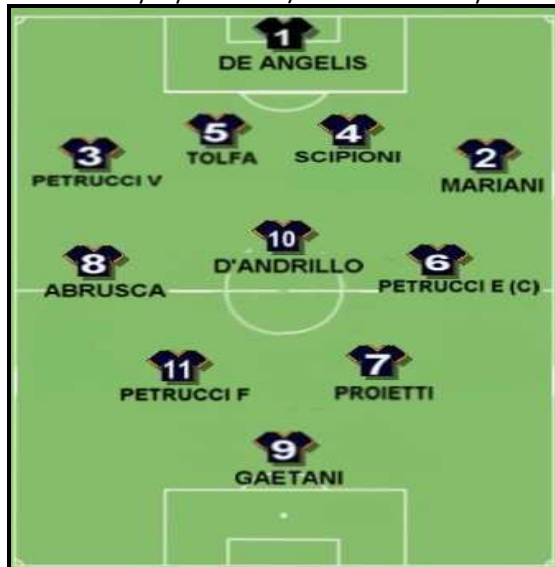 1
DE ANGELIS
5
4
TOLFA
SCIPIONI
3
2
PETRUCCI V
MARIANI
10
D'ANDRILLO
8
6
ABRUSCA
PETRUCCI E (C)
11
7
PETRUCCI F
PROIETTI
9
GAETANI